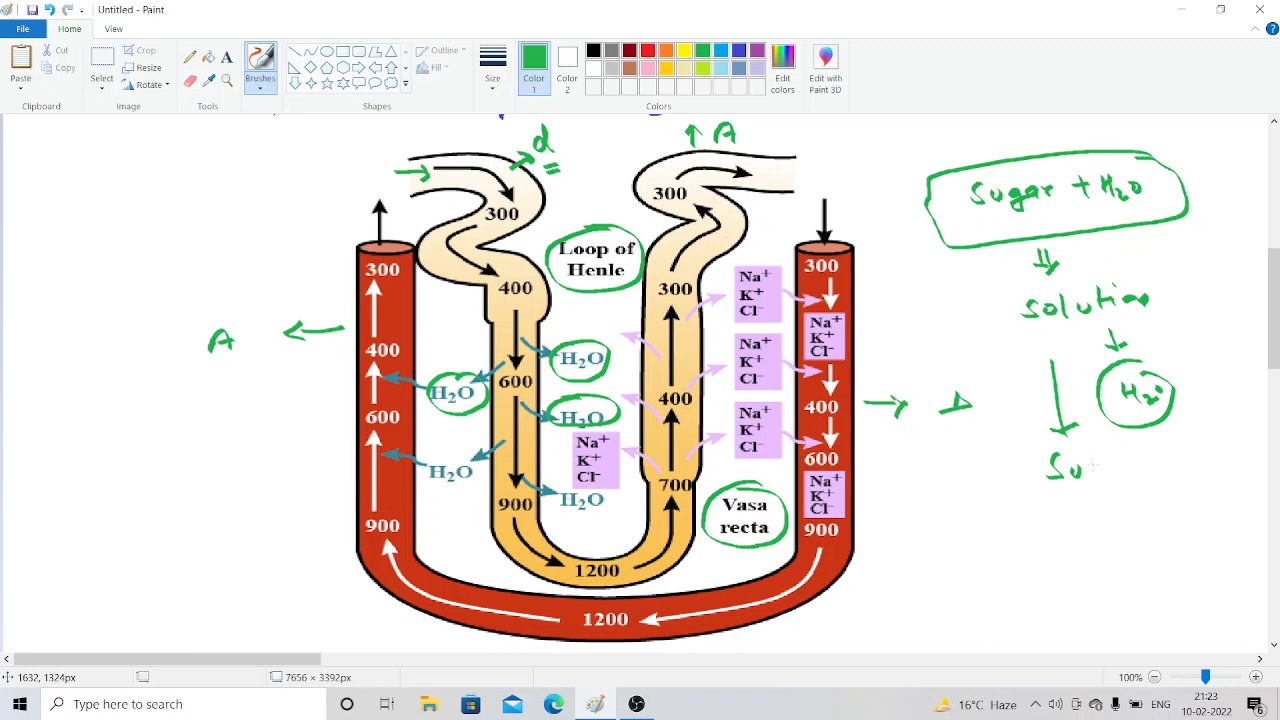 Untitled - Paint
File
Home
View
Paste
Cut
Copy
Clipboard
Select
Crop
Resize
Rotate
Image
Tools
Brushes
Shapes
Outline
Fill
Size
Color
1
Color
2
Edit
colors
Edit with
Paint 3D
Colors
d
A
300
300
Loop of
Henle
Sugar + H2O
300
400
300
300
Na+
K+
Cl-
solution
Na+
K+
Cl-
A
400
H2O
600
H2O
H2O
H2O
400
Na+
K+
Cl-
400
600
Na+
K+
Cl-
600
Na+
K+
Cl-
Su
H2O
700
Na+
K+
Cl-
900
900
H2O
Vasa
recta
900
1200
1200
1632, 1324px
7656 × 3392px
100%
Type here to search
16°C Haze
ENG
21:23
10-02-2022
6